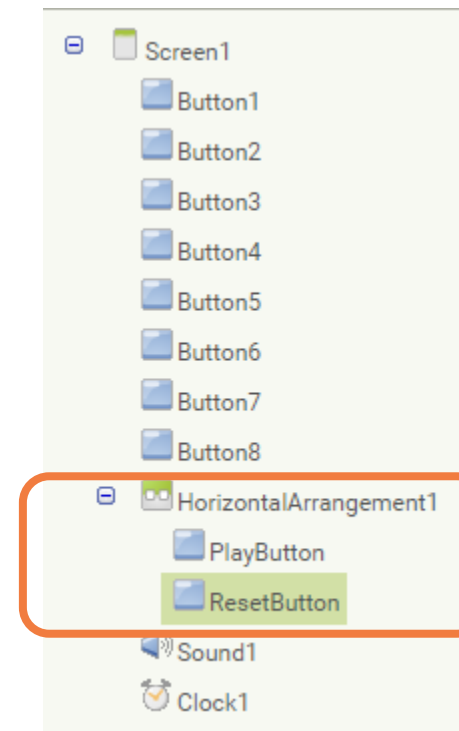 Screen1
Button1
Button2
Button3
Button4
Button5
Button6
Button7
Button8
HorizontalArrangement1
PlayButton
ResetButton
Sound1
Clock1